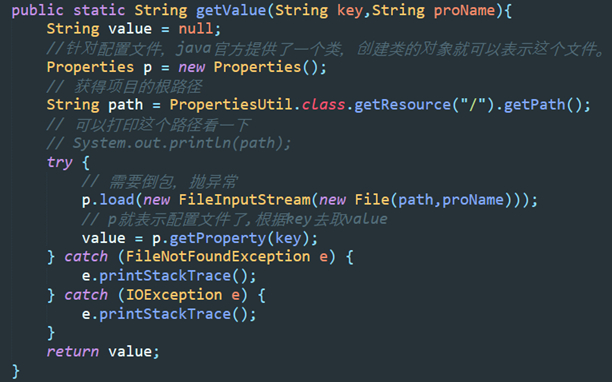 public static String getValue(String key,String proName){
    String value = null;
    //针对配置文件，java官方提供了一个类，创建类的对象就可以表示这个文件。
    Properties p = new Properties();
    // 获得项目的根路径
    String path = PropertiesUtil.class.getResource("/").getPath();
    // 可以打印这个路径看一下
    // System.out.println(path);
    try {
        // 需要倒包，抛异常
        p.load(new FileInputStream(new File(path,proName)));
        // p就表示配置文件了,根据key去取value
        value = p.getProperty(key);
    } catch (FileNotFoundException e) {
        e.printStackTrace();
    } catch (IOException e) {
        e.printStackTrace();
    }
    return value;
}